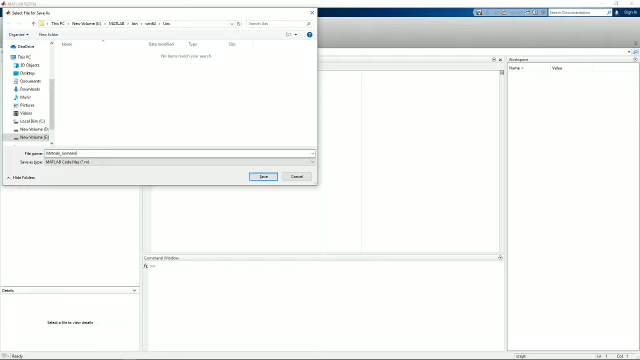 Select File for Save As
This PC > New Volume (E:) > MATLAB > bin > win64 >
Search
Sign In
Organize
New folder
Name
Date modified
Type
Size
No items match your search.
OneDrive
This PC
3D Objects
Desktop
Documents
Downloads
Music
Pictures
Videos
Local Disk (C:)
New Volume (D:)
New Volume (E:)
File name:
Save as type: MATLAB Code files (*.m)
Hide Folders
Save
Cancel
Search Documentation
Workspace
Name
Value
Command Window
fx >>
Details
Select a file to view details
Ready
script
Ln 1
Col 1